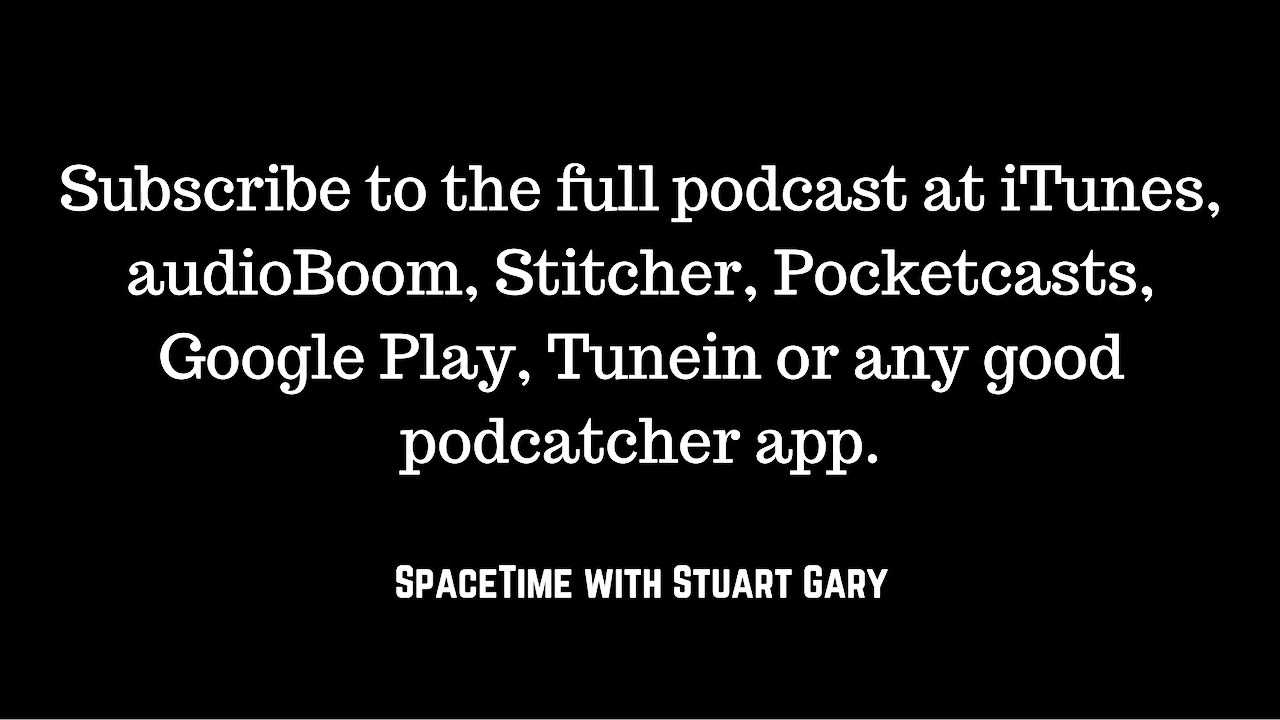 Subscribe to the full podcast at iTunes,
audioBoom, Stitcher, Pocketcasts,
Google Play, Tunein or any good
podcatcher app.
SpaceTime with Stuart Gary